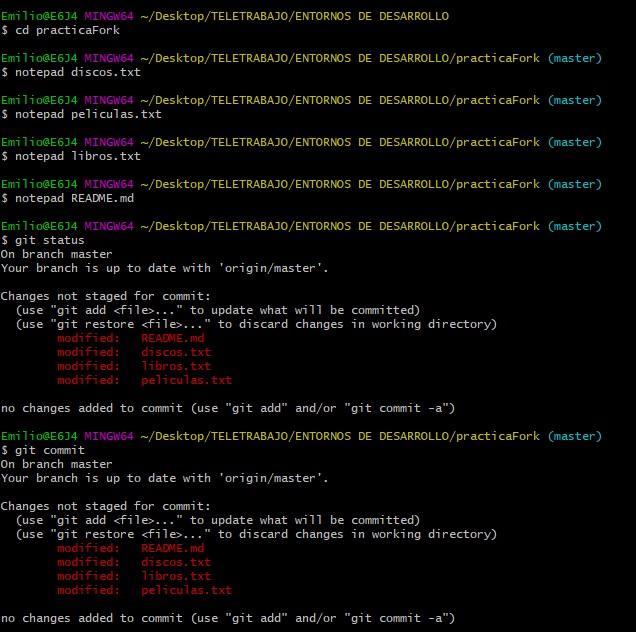 Emilio@E6J4 MINGW64 ~/Desktop/TELETRABAJO/ENTORNOS DE DESARROLLO
$ cd practicaFork
Emilio@E6J4 MINGW64 ~/Desktop/TELETRABAJO/ENTORNOS DE DESARROLLO/practicaFork (master)
$ notepad discos.txt
Emilio@E6J4 MINGW64 ~/Desktop/TELETRABAJO/ENTORNOS DE DESARROLLO/practicaFork (master)
$ notepad peliculas.txt
Emilio@E6J4 MINGW64 ~/Desktop/TELETRABAJO/ENTORNOS DE DESARROLLO/practicaFork (master)
$ notepad libros.txt
Emilio@E6J4 MINGW64 ~/Desktop/TELETRABAJO/ENTORNOS DE DESARROLLO/practicaFork (master)
$ notepad README.md
Emilio@E6J4 MINGW64 ~/Desktop/TELETRABAJO/ENTORNOS DE DESARROLLO/practicaFork (master)
$ git status
On branch master
Your branch is up to date with 'origin/master'.
Changes not staged for commit:
(use "git add <file>..." to update what will be committed)
(use "git restore <file>..." to discard changes in working directory)
modified: README.md
modified: discos.txt
modified: libros.txt
modified: peliculas.txt
no changes added to commit (use "git add" and/or "git commit -a")
Emilio@E6J4 MINGW64 ~/Desktop/TELETRABAJO/ENTORNOS DE DESARROLLO/practicaFork (master)
$ git commit
On branch master
Your branch is up to date with 'origin/master'.
Changes not staged for commit:
(use "git add <file>..." to update what will be committed)
(use "git restore <file>..." to discard changes in working directory)
modified: README.md
modified: discos.txt
modified: libros.txt
modified: peliculas.txt
no changes added to commit (use "git add" and/or "git commit -a")